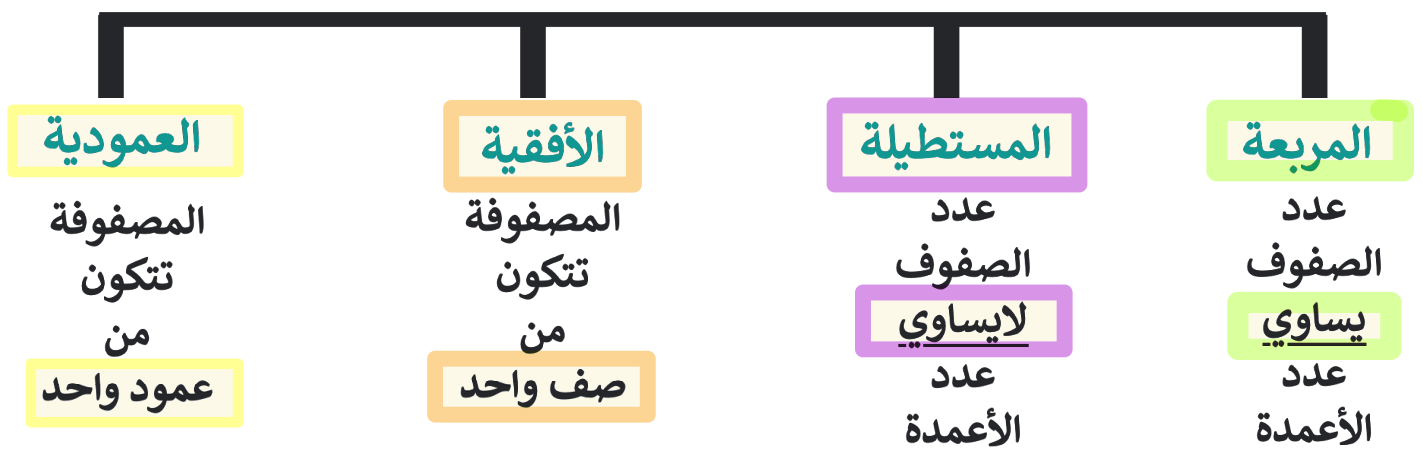 المربعة
عدد
الصفوف
يساوي
عدد
الأعمدة
المستطيلة
عدد
الصفوف
لايساوي
عدد
الأعمدة
الأفقية
المصفوفة
تتكون
من
صف واحد
العمودية
المصفوفة
تتكون
من
عمود واحد